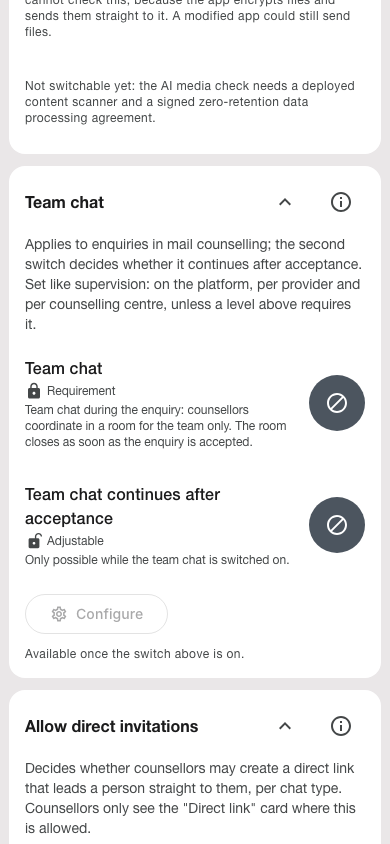 cannot check this, because the app encrypts files and
sends them straight to it. A modified app could still send
files.
Not switchable yet: the AI media check needs a deployed
content scanner and a signed zero-retention data
processing agreement.
Team chat
Applies to enquiries in mail counselling; the second
switch decides whether it continues after acceptance.
Set like supervision: on the platform, per provider and
per counselling centre, unless a level above requires
it.
Team chat
Requirement
Team chat during the enquiry: counsellors
coordinate in a room for the team only. The room
closes as soon as the enquiry is accepted.
Team chat continues after
acceptance
Adjustable
Only possible while the team chat is switched on.
Configure
Available once the switch above is on.
Allow direct invitations
Decides whether counsellors may create a direct link
that leads a person straight to them, per chat type.
Counsellors only see the "Direct link" card where this
is allowed.